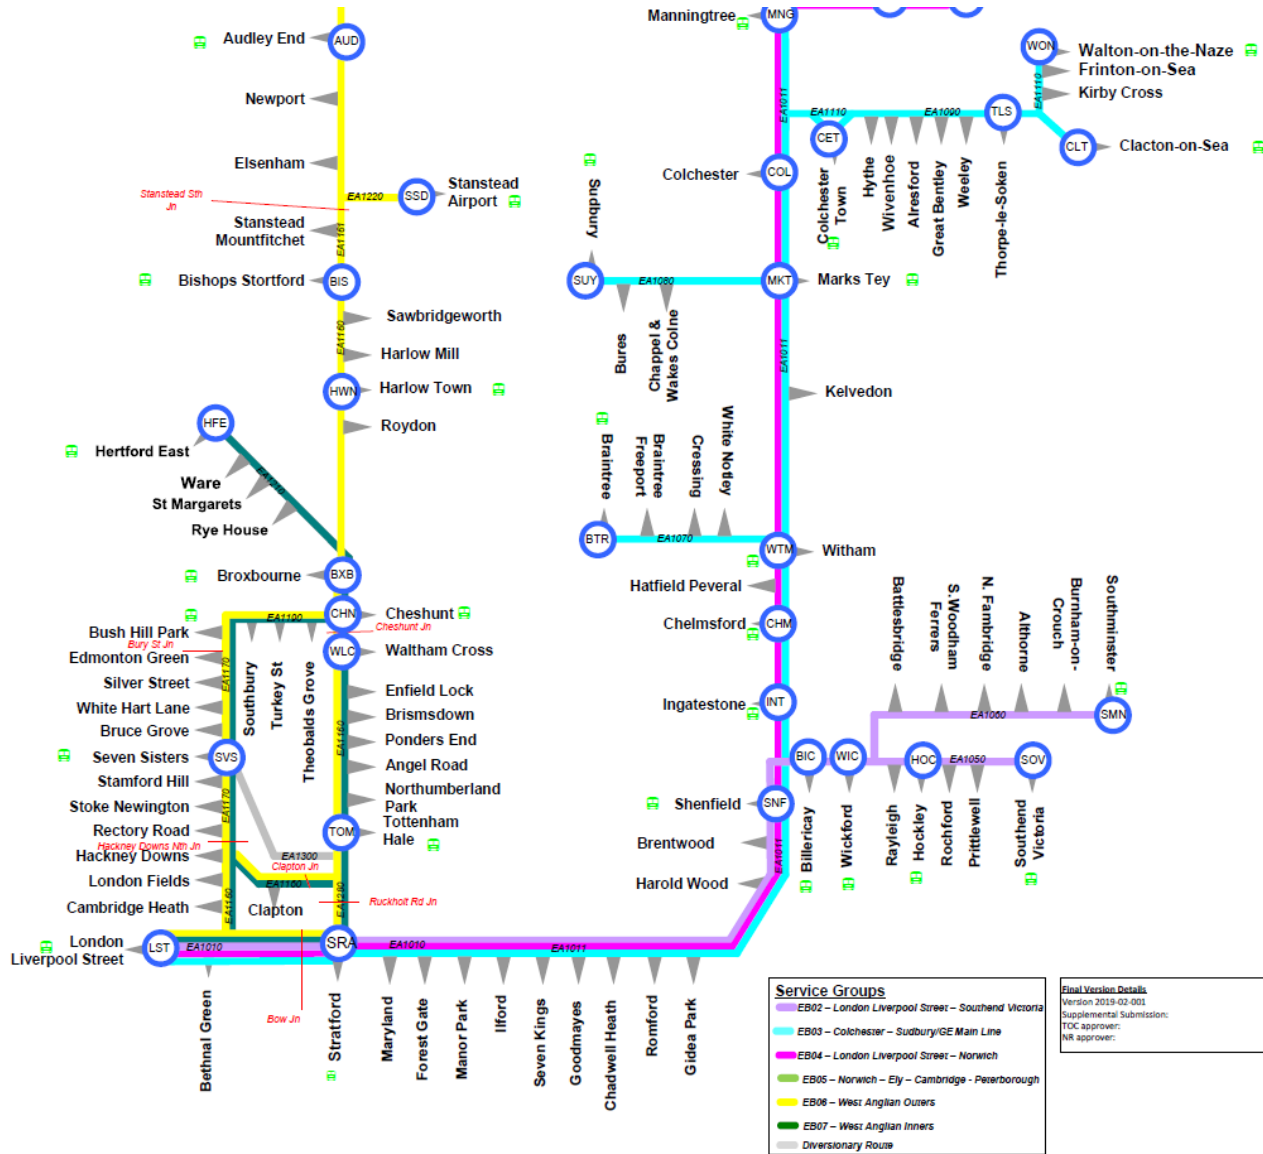 Manningtree
MNG
Audley End
AUD
WON
Walton-on-the-Naze
Frinton-on-Sea
Kirby Cross
EA1110
Newport
EA1011
EA1110
EA1090
TLS
CET
CLT
Clacton-on-Sea
Elsenham
Stanstead Sth
Jn
EA1220
SSD
Stanstead
Airport
Sudbury
Colchester
COL
Colchester
Town
Hythe
Wivenhoe
Alresford
Great Bentley
Weeley
Thorpe-le-Soken
Stanstead
Mountfitchet
EA1161
Bishops Stortford
BIS
SUY
EA1080
MKT
Marks Tey
Sawbridgeworth
EA1160
Harlow Mill
Bures
Chappel &
Wakes Colne
EA1011
HWN
Harlow Town
Kelvedon
Roydon
HFE
Hertford East
Ware
EA1210
St Margarets
Rye House
Braintree
Braintree
Freeport
Cressing
White Notley
BTR
EA1070
WTM
Witham
Broxbourne
BXB
Hatfield Peveral
CHN
Cheshunt
EA1190
Cheshunt Jn
Bush Hill Park
Bury St Jn
Edmonton Green
EA1170
Silver Street
White Hart Lane
Bruce Grove
Southbury
Turkey St
Theobalds Grove
WLC
Waltham Cross
Enfield Lock
Brismsdown
EA1160
Ponders End
Angel Road
Northumberland
Park
Chelmsford
CHM
Ingatestone
INT
Battlesbridge
S. Woodham
Ferrers
N. Fambridge
Althorne
Burnham-on-
Crouch
Southminster
EA1060
SMN
Seven Sisters
SVS
BIC
WIC
HOC
EA1050
SOV
Stamford Hill
EA1170
Stoke Newington
Rectory Road
Hackney Downs Nth Jn
TOM
Tottenham
Hale
Shenfield
SNF
Billericay
Wickford
Rayleigh
Hockley
Rochford
Prittlewell
Southend
Victoria
Hackney Downs
EA1300
Clapton Jn
Brentwood
EA1011
London Fields
EA1160
Harold Wood
Cambridge Heath
EA1160
Clapton
EA1280
Ruckholt Rd Jn
London
Liverpool Street
LST
EA1010
SRA
EA1010
EA1011
Bow Jn
Bethnal Green
Stratford
Maryland
Forest Gate
Manor Park
Ilford
Seven Kings
Goodmayes
Chadwell Heath
Romford
Gidea Park
Service Groups
EB02 – London Liverpool Street – Southend Victoria
EB03 – Colchester – Sudbury/GE Main Line
EB04 – London Liverpool Street – Norwich
EB05 – Norwich – Ely – Cambridge - Peterborough
EB06 – West Anglian Outers
EB07 – West Anglian Inners
Diversionary Route
Final Version Details
Version 2019-02-001
Supplemental Submission:
TOC approver:
NR approver: